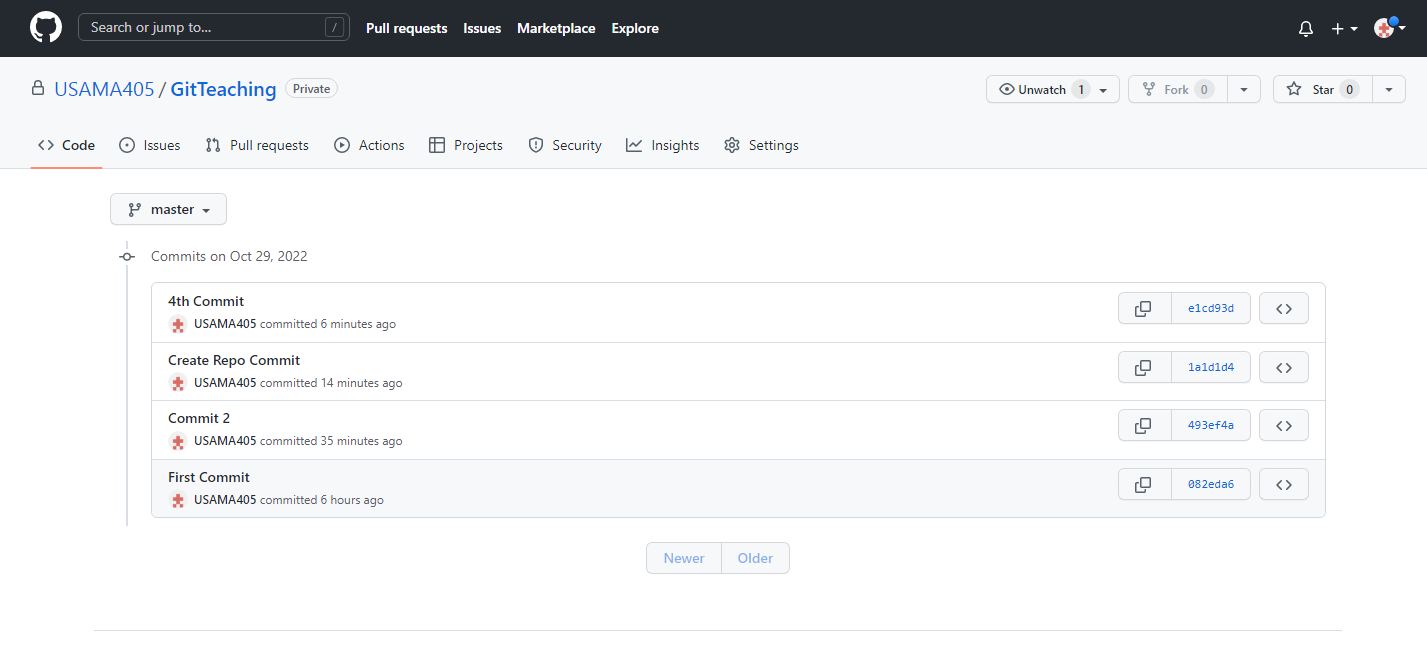 Search or jump to... / Pull requests Issues Marketplace Explore
USAMA405 / GitTeaching Private Unwatch 1 Fork 0 Star 0
Code Issues Pull requests Actions Projects Security Insights Settings
master
Commits on Oct 29, 2022
4th Commit
USAMA405 committed 6 minutes ago e1cd93d
Create Repo Commit
USAMA405 committed 14 minutes ago 1a1d1d4
Commit 2
USAMA405 committed 35 minutes ago 493ef4a
First Commit
USAMA405 committed 6 hours ago 082eda6
Newer Older